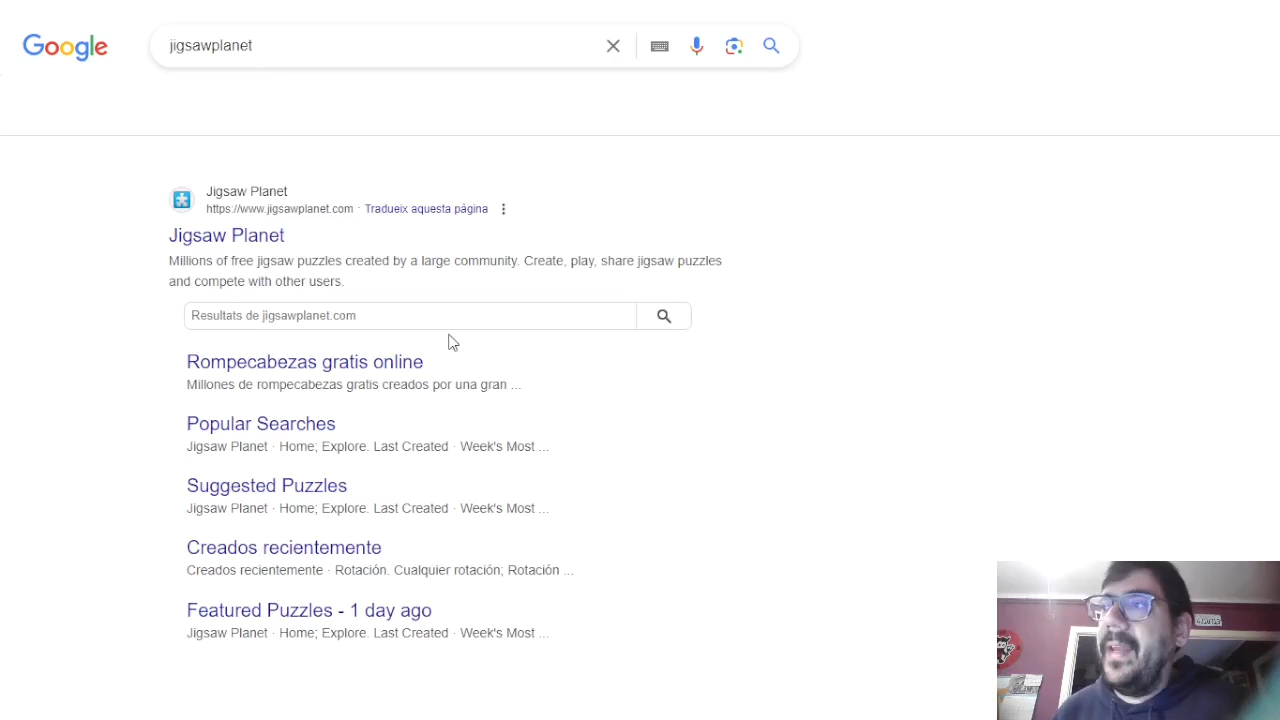 Google
jigsawplanet
Jigsaw Planet
https://www.jigsawplanet.com · Tradueix aquesta pàgina
Jigsaw Planet
Millions of free jigsaw puzzles created by a large community. Create, play, share jigsaw puzzles
and compete with other users.
Resultats de jigsawplanet.com
Rompecabezas gratis online
Millones de rompecabezas gratis creados por una gran ...
Popular Searches
Jigsaw Planet · Home; Explore. Last Created · Week's Most ...
Suggested Puzzles
Jigsaw Planet · Home; Explore. Last Created · Week's Most ...
Creados recientemente
Creados recientemente · Rotación. Cualquier rotación; Rotación ...
Featured Puzzles - 1 day ago
Jigsaw Planet · Home; Explore. Last Created · Week's Most ...